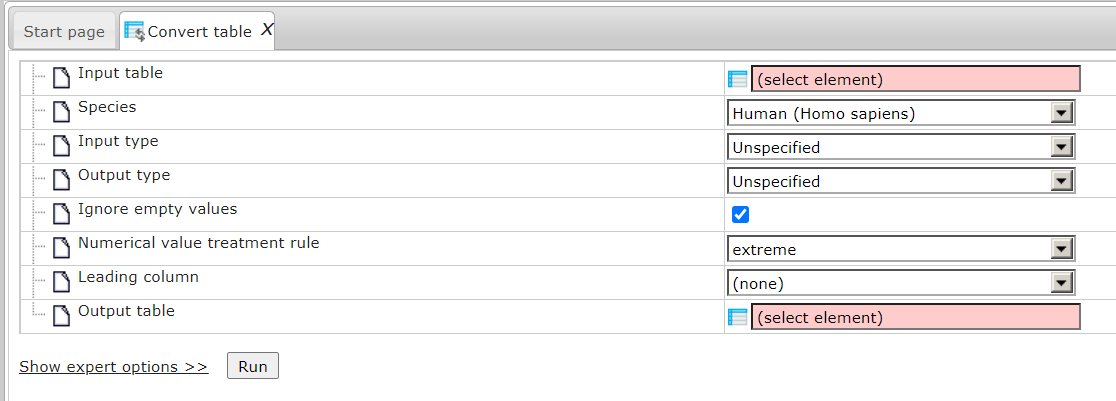 Start page
Convert table X
Input table (select element)
Species Human (Homo sapiens)
Input type Unspecified
Output type Unspecified
Ignore empty values
Numerical value treatment rule extreme
Leading column (none)
Output table (select element)
Show expert options >> Run